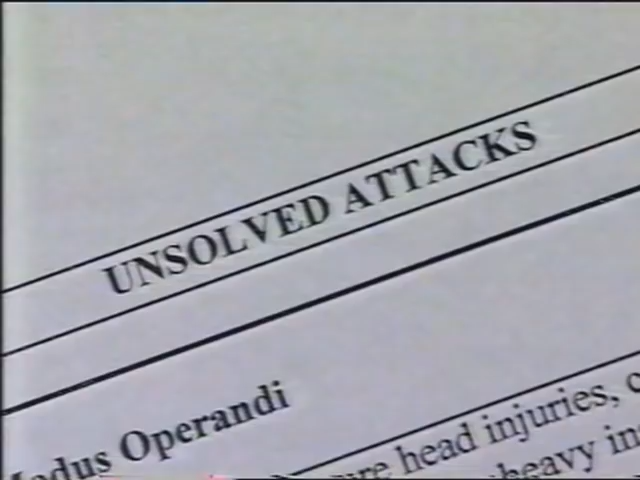 UNSOLVED ATTACKS
Modus Operandi
head injuries,
heavy